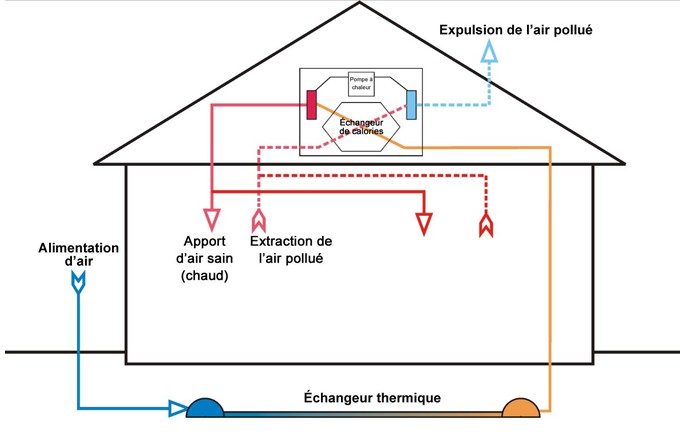 Expulsion de l'air pollué
Pompe à
chaleur
Échangeur
de calories
Alimentation
d'air
Apport
d'air sain
(chaud)
Extraction de
l'air pollué
Échangeur thermique